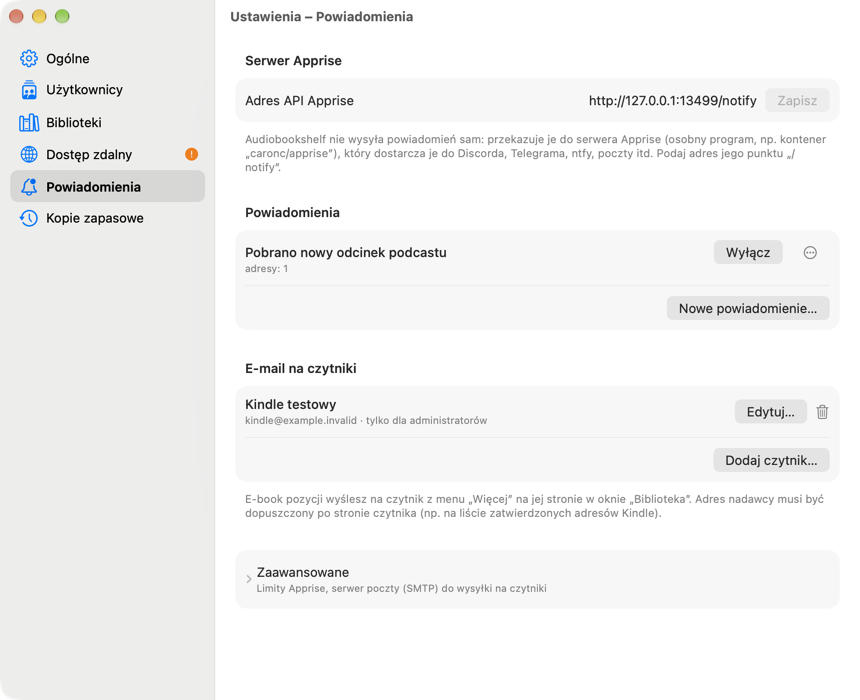 Ustawienia – Powiadomienia
Ogólne
Użytkownicy
Biblioteki
Dostęp zdalny
Powiadomienia
Kopie zapasowe
Serwer Apprise
Adres API Apprise
http://127.0.0.1:13499/notify
Zapisz
Audiobookshelf nie wysyła powiadomień sam: przekazuje je do serwera Apprise (osobny program, np. kontener
„caronc/apprise”), który dostarcza je do Discorda, Telegrama, ntfy, poczty itd. Podaj adres jego punktu „/
notify”.
Powiadomienia
Pobrano nowy odcinek podcastu
adresy: 1
Wyłącz
Nowe powiadomienie...
E-mail na czytniki
Kindle testowy
kindle@example.invalid · tylko dla administratorów
Edytuj...
Dodaj czytnik...
E-book pozycji wyślesz na czytnik z menu „Więcej” na jej stronie w oknie „Biblioteka”. Adres nadawcy musi być
dopuszczony po stronie czytnika (np. na liście zatwierdzonych adresów Kindle).
Zaawansowane
Limity Apprise, serwer poczty (SMTP) do wysyłki na czytniki